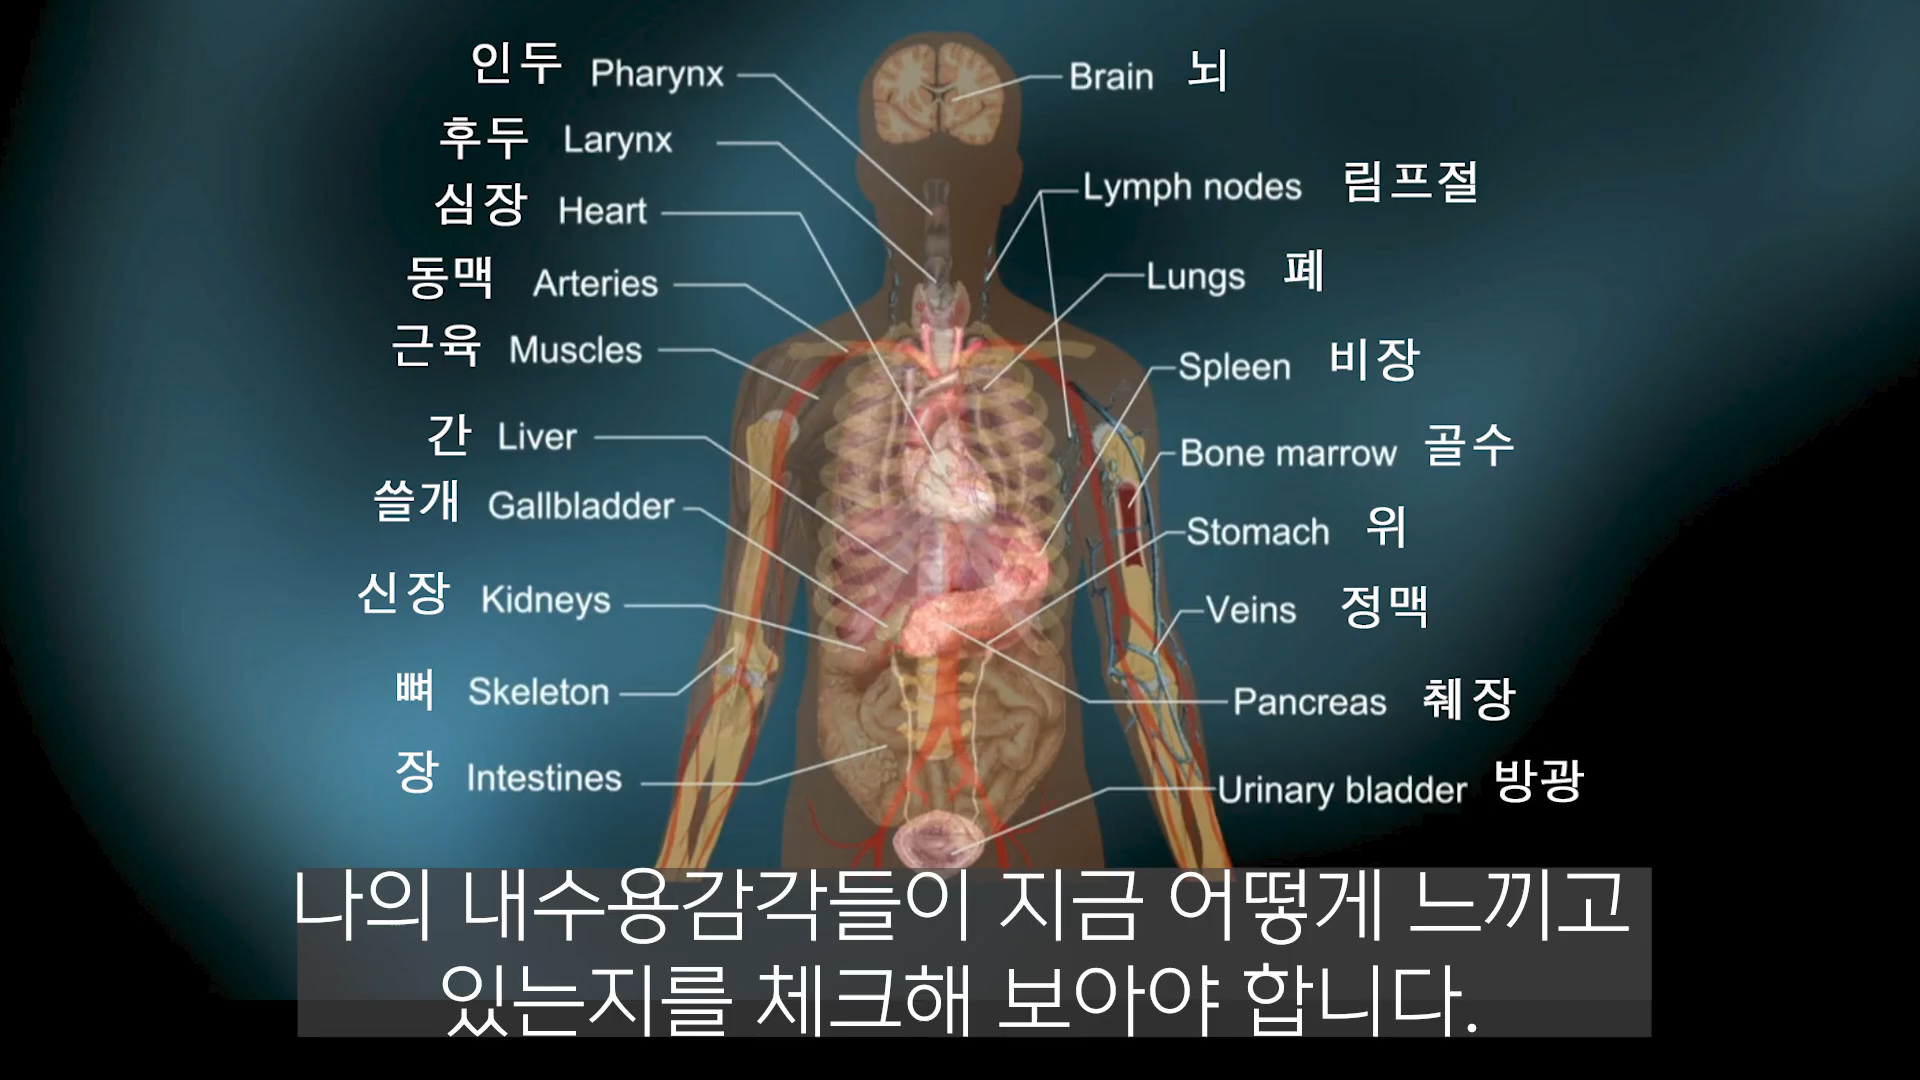 인두 Pharynx
후두 Larynx
심장 Heart
동맥 Arteries
근육 Muscles
간 Liver
쓸개 Gallbladder
신장 Kidneys
뼈 Skeleton
장 Intestines
Brain 뇌
Lymph nodes 림프절
Lungs 폐
Spleen 비장
Bone marrow 골수
Stomach 위
Veins 정맥
Pancreas 췌장
Urinary bladder 방광
나의 내수용감각들이 지금 어떻게 느끼고
있는지를 체크해 보아야 합니다.